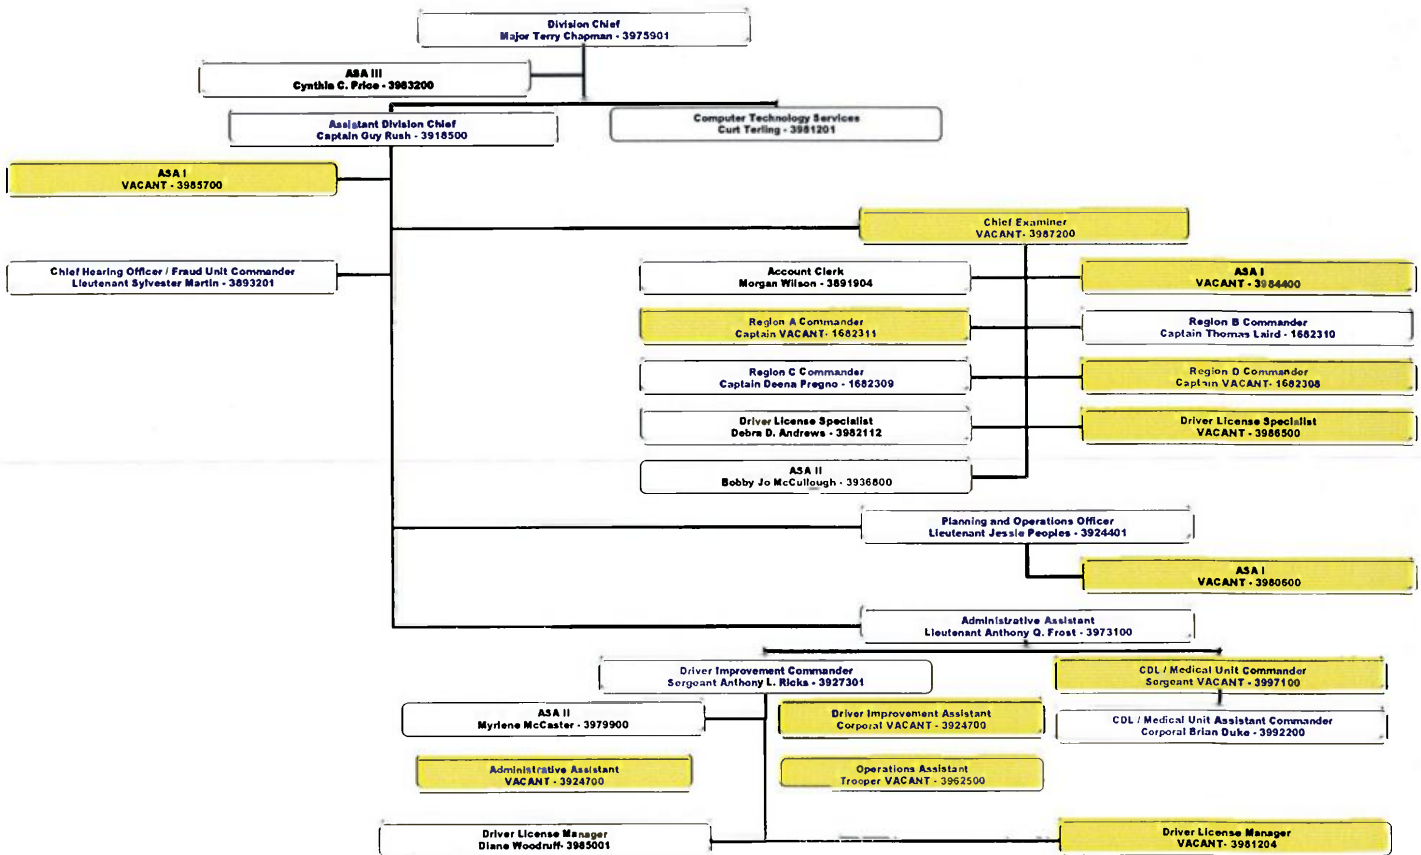 Division Chief
Major Terry Chapman - 3975901
ASA III
Cynthia C. Price - 3983200
Assistant Division Chief
Captain Guy Rush - 3918500
Computer Technology Services
Curt Terling - 3981201
ASA I
VACANT - 3985700
Chief Examiner
VACANT- 3987200
Chief Hearing Officer / Fraud Unit Commander
Lieutenant Sylvester Martin - 3893201
Account Clerk
Morgan Wilson - 3891904
ASA I
VACANT - 3984400
Region A Commander
Captain VACANT- 1682311
Region B Commander
Captain Thomas Laird - 1682310
Region C Commander
Captain Deena Pregno - 1682309
Region D Commander
Captain VACANT- 1682308
Driver License Specialist
Debra D. Andrews - 3982112
Driver License Specialist
VACANT - 3986500
ASA II
Bobby Jo McCullough - 3936800
Planning and Operations Officer
Lieutenant Jessie Peoples - 3924401
ASA I
VACANT - 3980600
Administrative Assistant
Lieutenant Anthony Q. Frost - 3973100
Driver Improvement Commander
Sergeant Anthony L. Ricks - 3927301
CDL / Medical Unit Commander
Sergeant VACANT - 3997100
ASA II
Myrlene McCaster - 3979900
Driver Improvement Assistant
Corporal VACANT - 3924700
CDL / Medical Unit Assistant Commander
Corporal Brian Duke - 3992200
Administrative Assistant
VACANT - 3924700
Operations Assistant
Trooper VACANT - 3962500
Driver License Manager
Diane Woodruff- 3985001
Driver License Manager
VACANT- 3981204